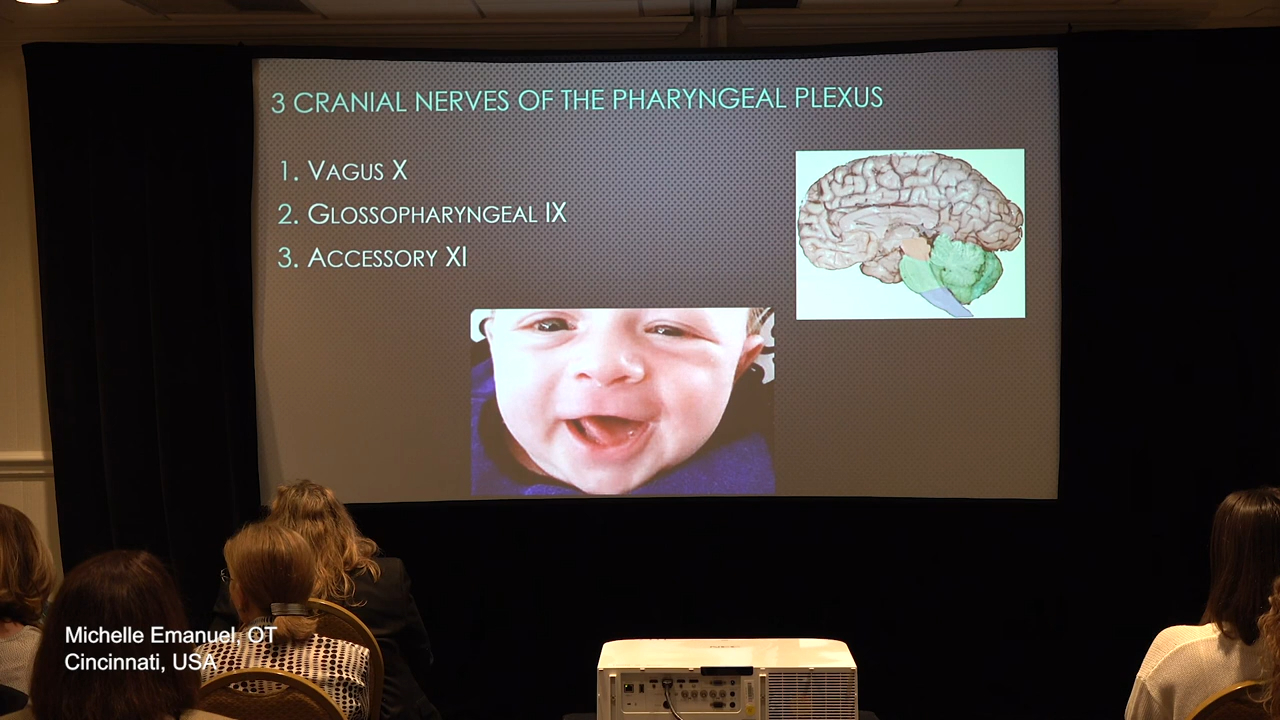 3 CRANIAL NERVES OF THE PHARYNGEAL PLEXUS
1. VAGUS X
2. GLOSSOPHARYNGEAL IX
3. ACCESSORY XI
Michelle Emanuel, OT
Cincinnati, USA
NEC